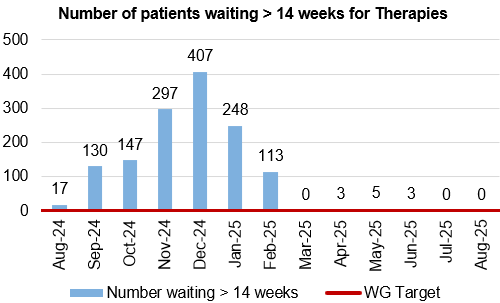 Number of patients waiting > 14 weeks for Therapies
500
400
300
200
100
0
17
130
147
297
407
248
113
0
3
5
3
0
0
Aug-24
Sep-24
Oct-24
Nov-24
Dec-24
Jan-25
Feb-25
Mar-25
Apr-25
May-25
Jun-25
Jul-25
Aug-25
Number waiting > 14 weeks
WG Target